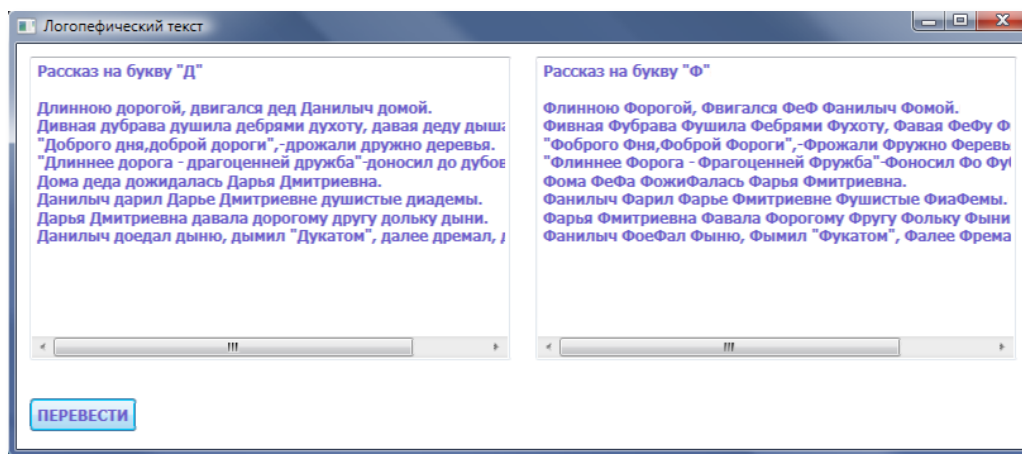 Логопефический текст
Рассказ на букву "Д"
Длинною дорогой, двигался дед Данилыч домой.
Дивная дубрава душила дебрями духоту, давая деду дыша
"Доброго дня,доброй дороги",-дрожали дружно деревья.
"Длиннее дорога - драгоценней дружба"-доносил до дубов
Дома деда дожидалась Дарья Дмитриевна.
Данилыч дарил Дарье Дмитриевне душистые диадемы.
Дарья Дмитриевна давала дорогому другу дольку дыни.
Данилыч доедал дыню, дымил "Дукатом", далее дремал,
Рассказ на букву "Ф"
Флинною Форогой, Фвигался ФеФ Фанилыч Фомой.
Фивная Фубрава Фушила Фебрями Фухоту, Фавая ФеФу Ф
"Фоброго Фня,Фоброй Фороги",-Фрожали Фружно Феревь
"Флиннее Форога - Фрагоценней Фружба"-Фоносил Фо Фу
Фома ФеФа ФожиФалась Фарья Фмитриевна.
Фанилыч Фарил Фарье Фмитриевне Фушистые ФиаФемы.
Фарья Фмитриевна Фавала Форогому Фругу Фольку Фыни
Фанилыч ФоеФал Фыню, Фымил "Фукатом", Фалее Фрема
ПЕРЕВЕСТИ